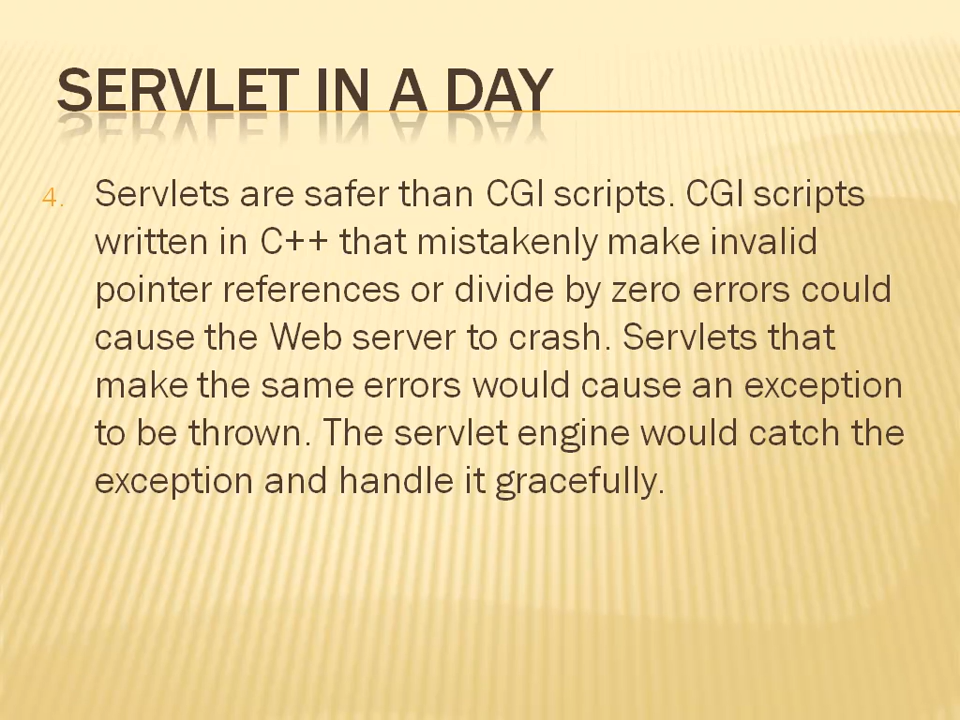 SERVLET IN A DAY
4. Servlets are safer than CGI scripts. CGI scripts
written in C++ that mistakenly make invalid
pointer references or divide by zero errors could
cause the Web server to crash. Servlets that
make the same errors would cause an exception
to be thrown. The servlet engine would catch the
exception and handle it gracefully.